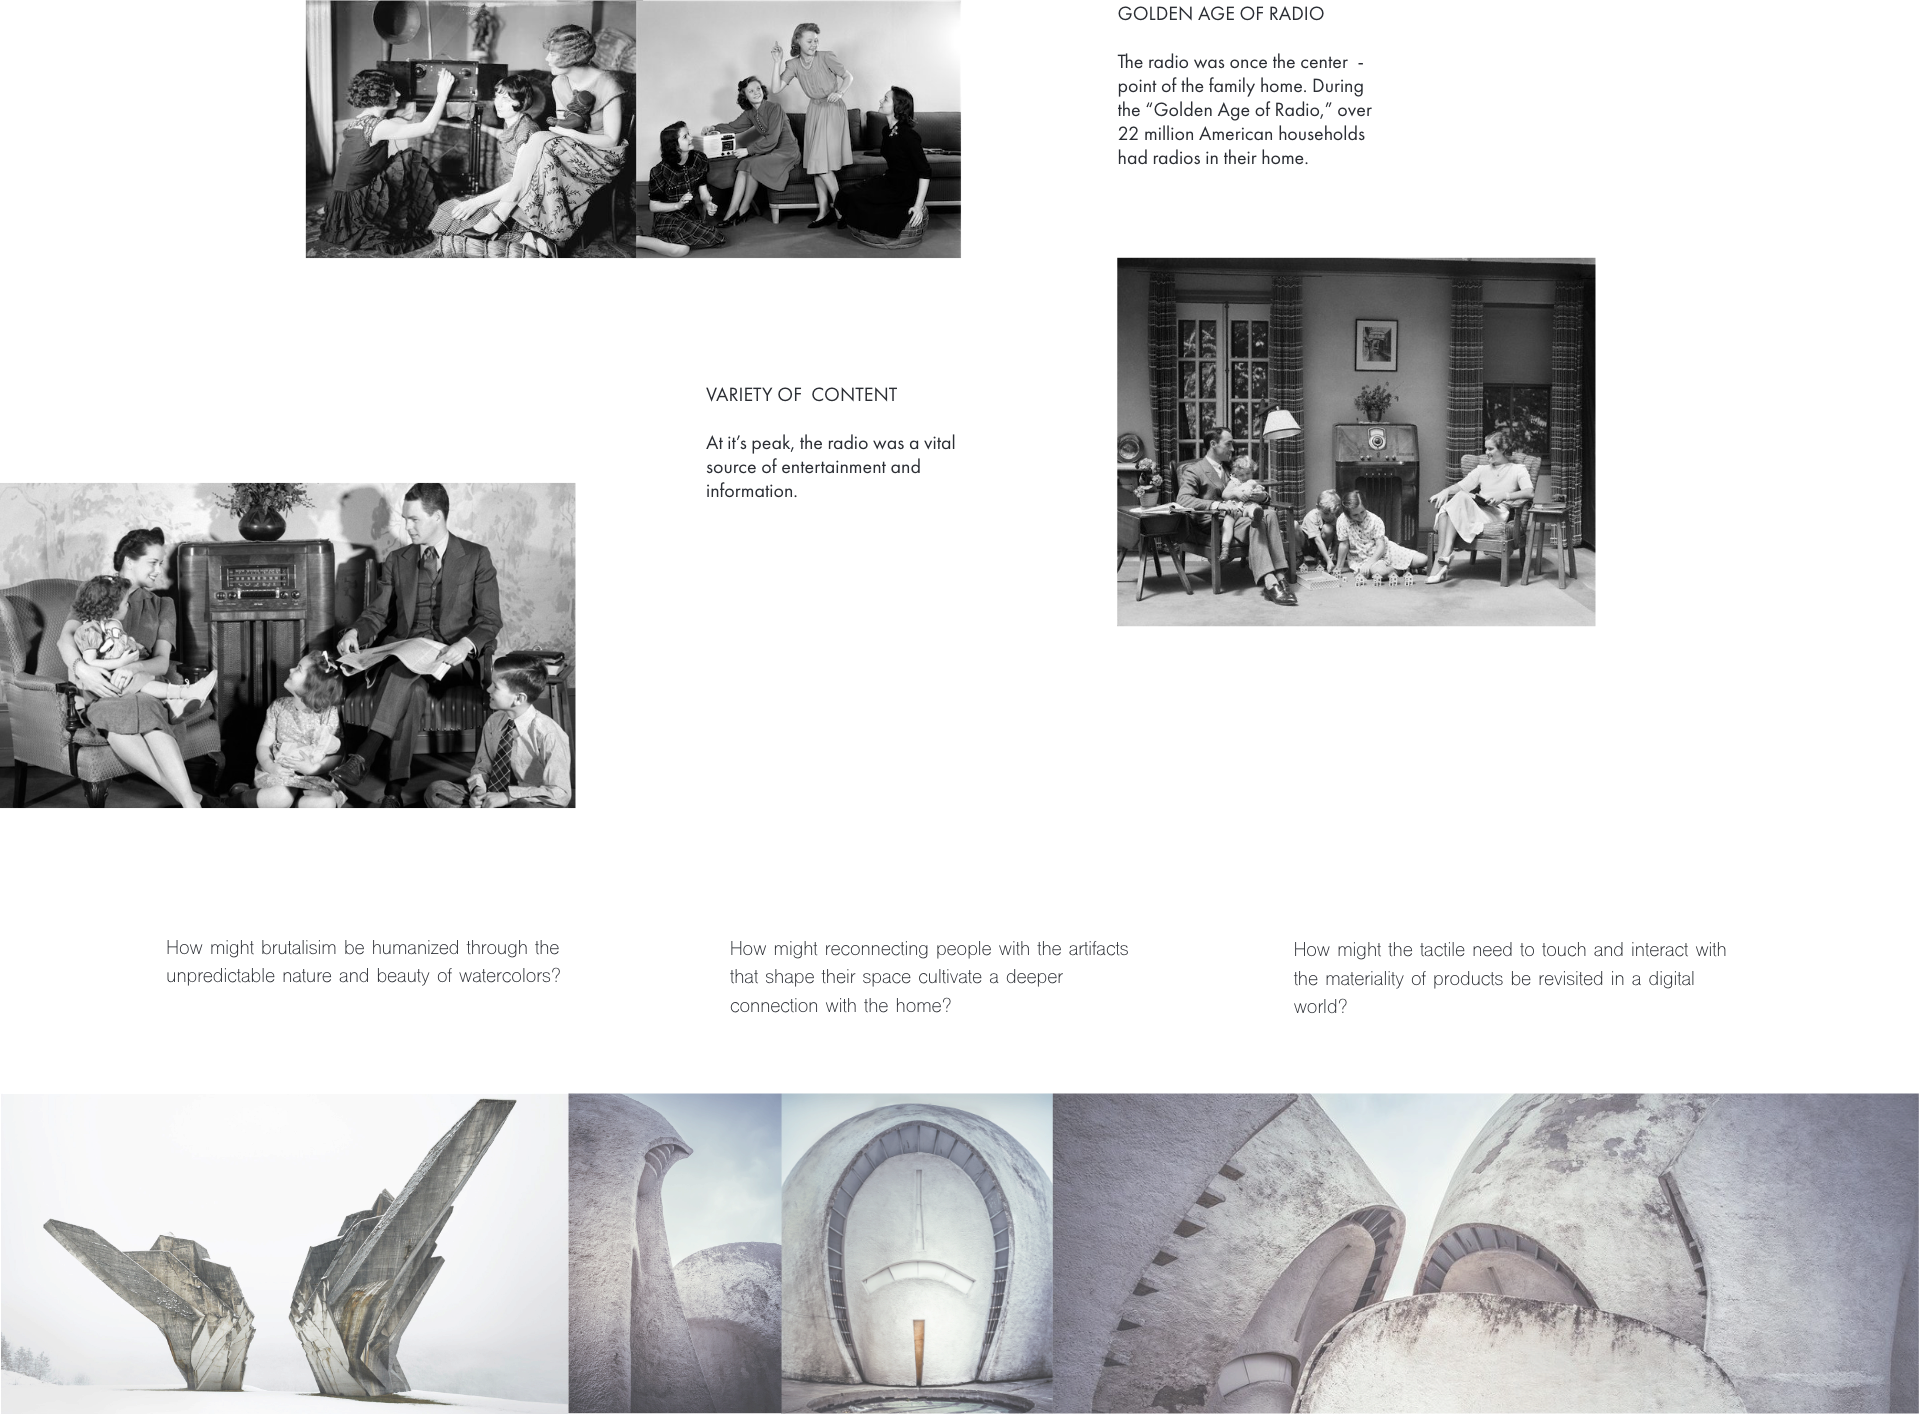 GOLDEN AGE OF RADIO
The radio was once the center -
point of the family home. During
the “Golden Age of Radio,” over
22 million American households
had radios in their home.
VARIETY OF CONTENT
At it’s peak, the radio was a vital
source of entertainment and
information.
How might brutalisim be humanized through the
unpredictable nature and beauty of watercolors?
How might reconnecting people with the artifacts
that shape their space cultivate a deeper
connection with the home?
How might the tactile need to touch and interact with
the materiality of products be revisited in a digital
world?